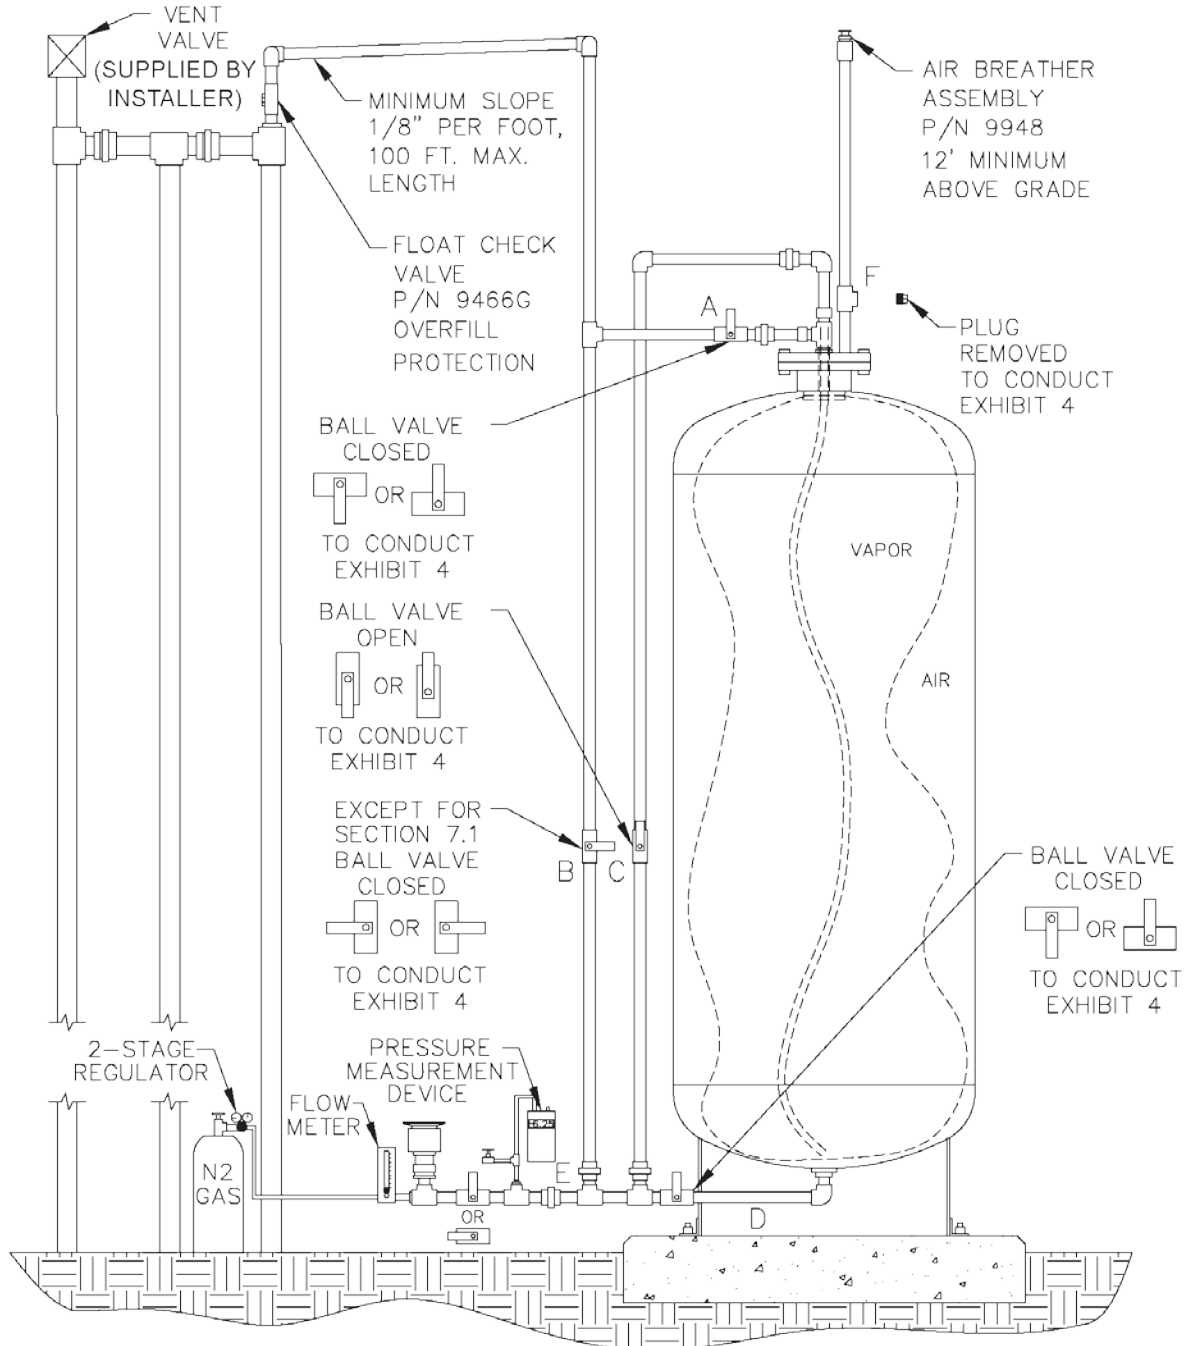 VENT
VALVE
(SUPPLIED BY
INSTALLER)
MINIMUM SLOPE
1/8" PER FOOT,
100 FT. MAX.
LENGTH
AIR BREATHER
ASSEMBLY
P/N 9948
12' MINIMUM
ABOVE GRADE
FLOAT CHECK
VALVE
P/N 9466G
OVERFILL
PROTECTION
A
F
PLUG
REMOVED
TO CONDUCT
EXHIBIT 4
BALL VALVE
CLOSED
OR
TO CONDUCT
EXHIBIT 4
VAPOR
AIR
BALL VALVE
OPEN
OR
TO CONDUCT
EXHIBIT 4
EXCEPT FOR
SECTION 7.1
BALL VALVE
CLOSED
OR
TO CONDUCT
EXHIBIT 4
B
C
BALL VALVE
CLOSED
OR
TO CONDUCT
EXHIBIT 4
2-STAGE
REGULATOR
PRESSURE
MEASUREMENT
DEVICE
FLOW
METER
N2
GAS
E
OR
D